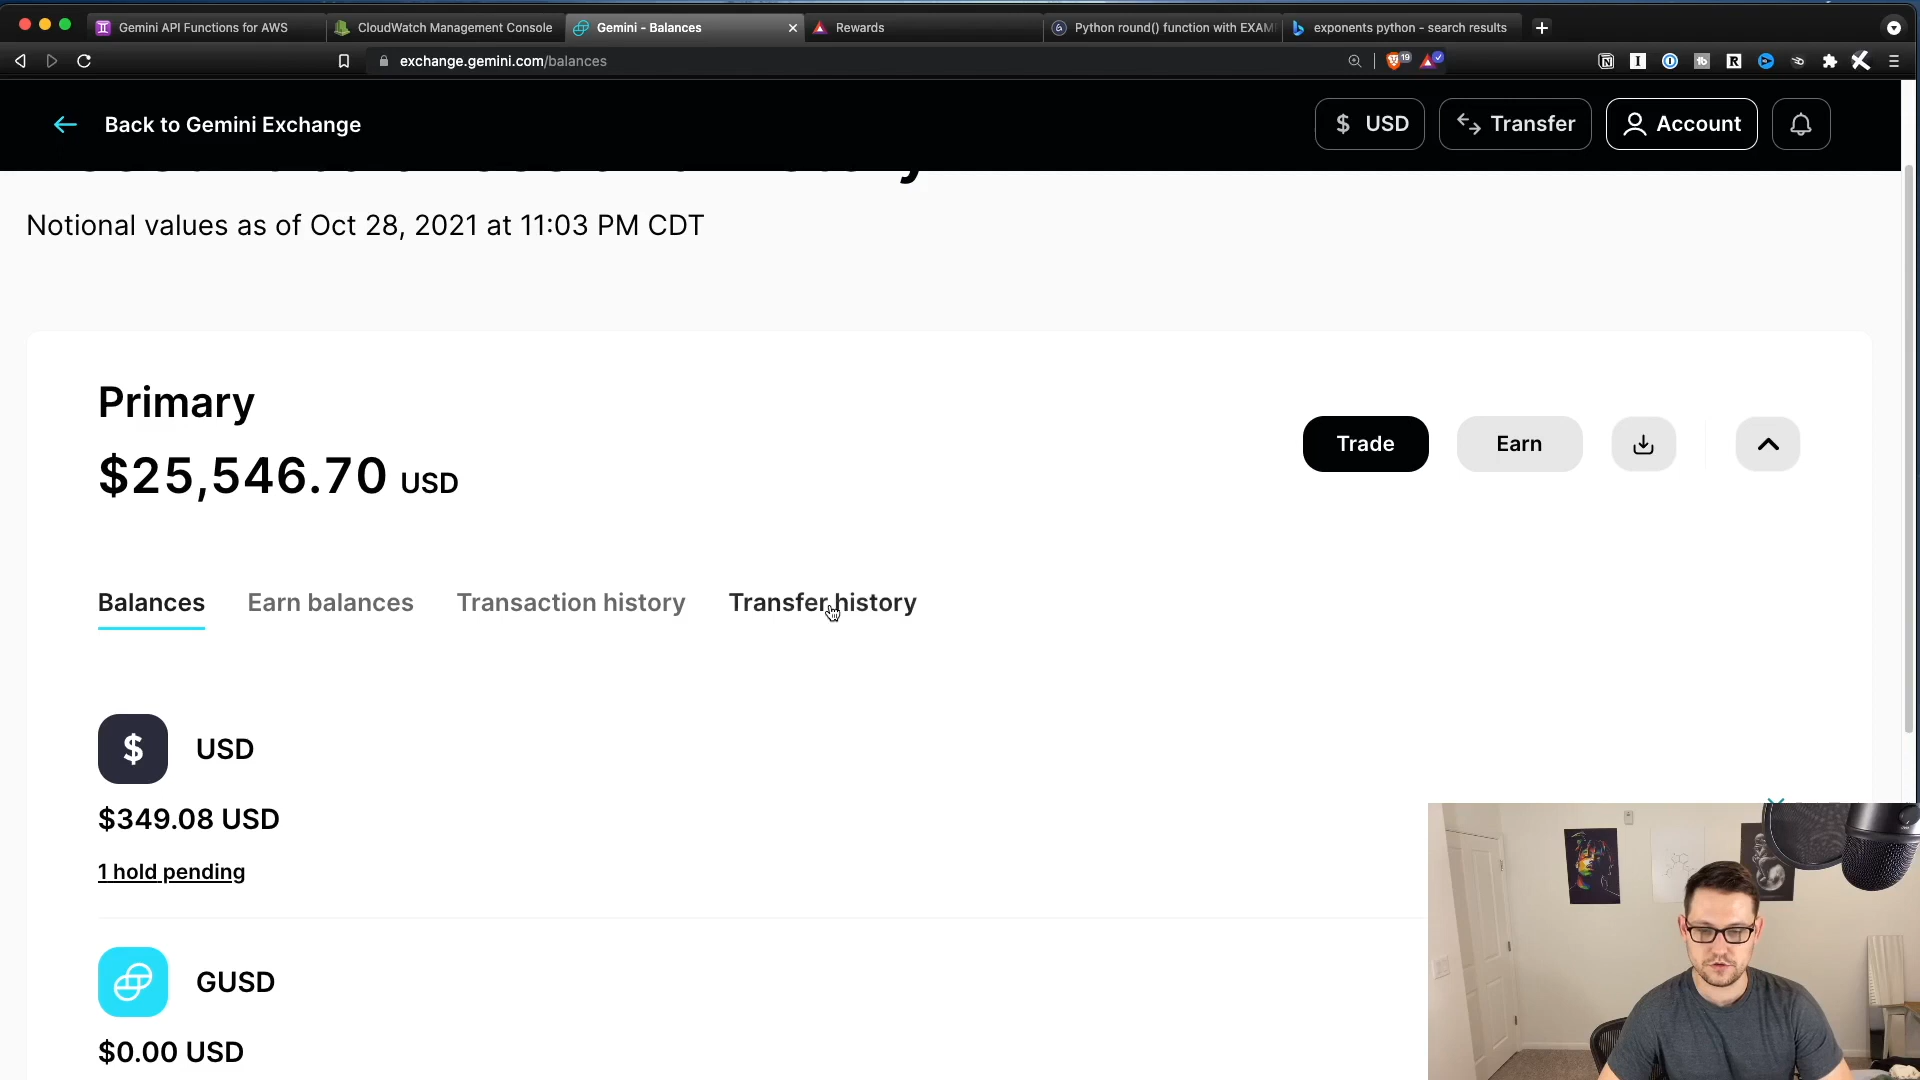 Gemini API Functions for AWS
CloudWatch Management Console
Gemini - Balances
Rewards
Python round() function with EXAM
exponents python - search results
exchange.gemini.com/balances
19
Back to Gemini Exchange
$ USD
Transfer
Account
Notional values as of Oct 28, 2021 at 11:03 PM CDT
Primary
$25,546.70 USD
Trade
Earn
Balances
Earn balances
Transaction history
Transfer history
$
USD
$349.08 USD
1 hold pending
GUSD
$0.00 USD